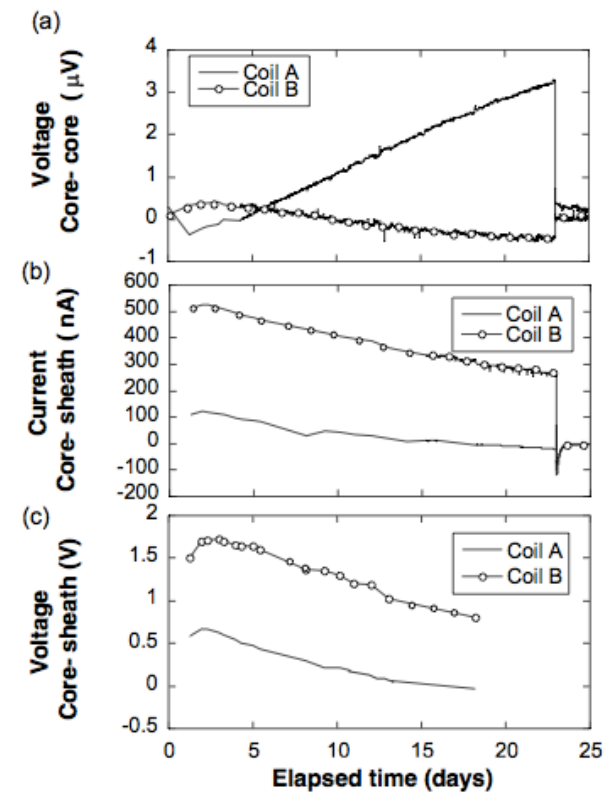 (a)
Voltage
Core- core ( μV)
4
3
2
1
0
-1
Coil A
Coil B
(b)
Current
Core- sheath ( nA)
600
500
400
300
200
100
0
-100
-200
Coil A
Coil B
(c)
Voltage
Core- sheath (V)
2
1.5
1
0.5
0
-0.5
Coil A
Coil B
0 5 10 15 20 25
Elapsed time (days)